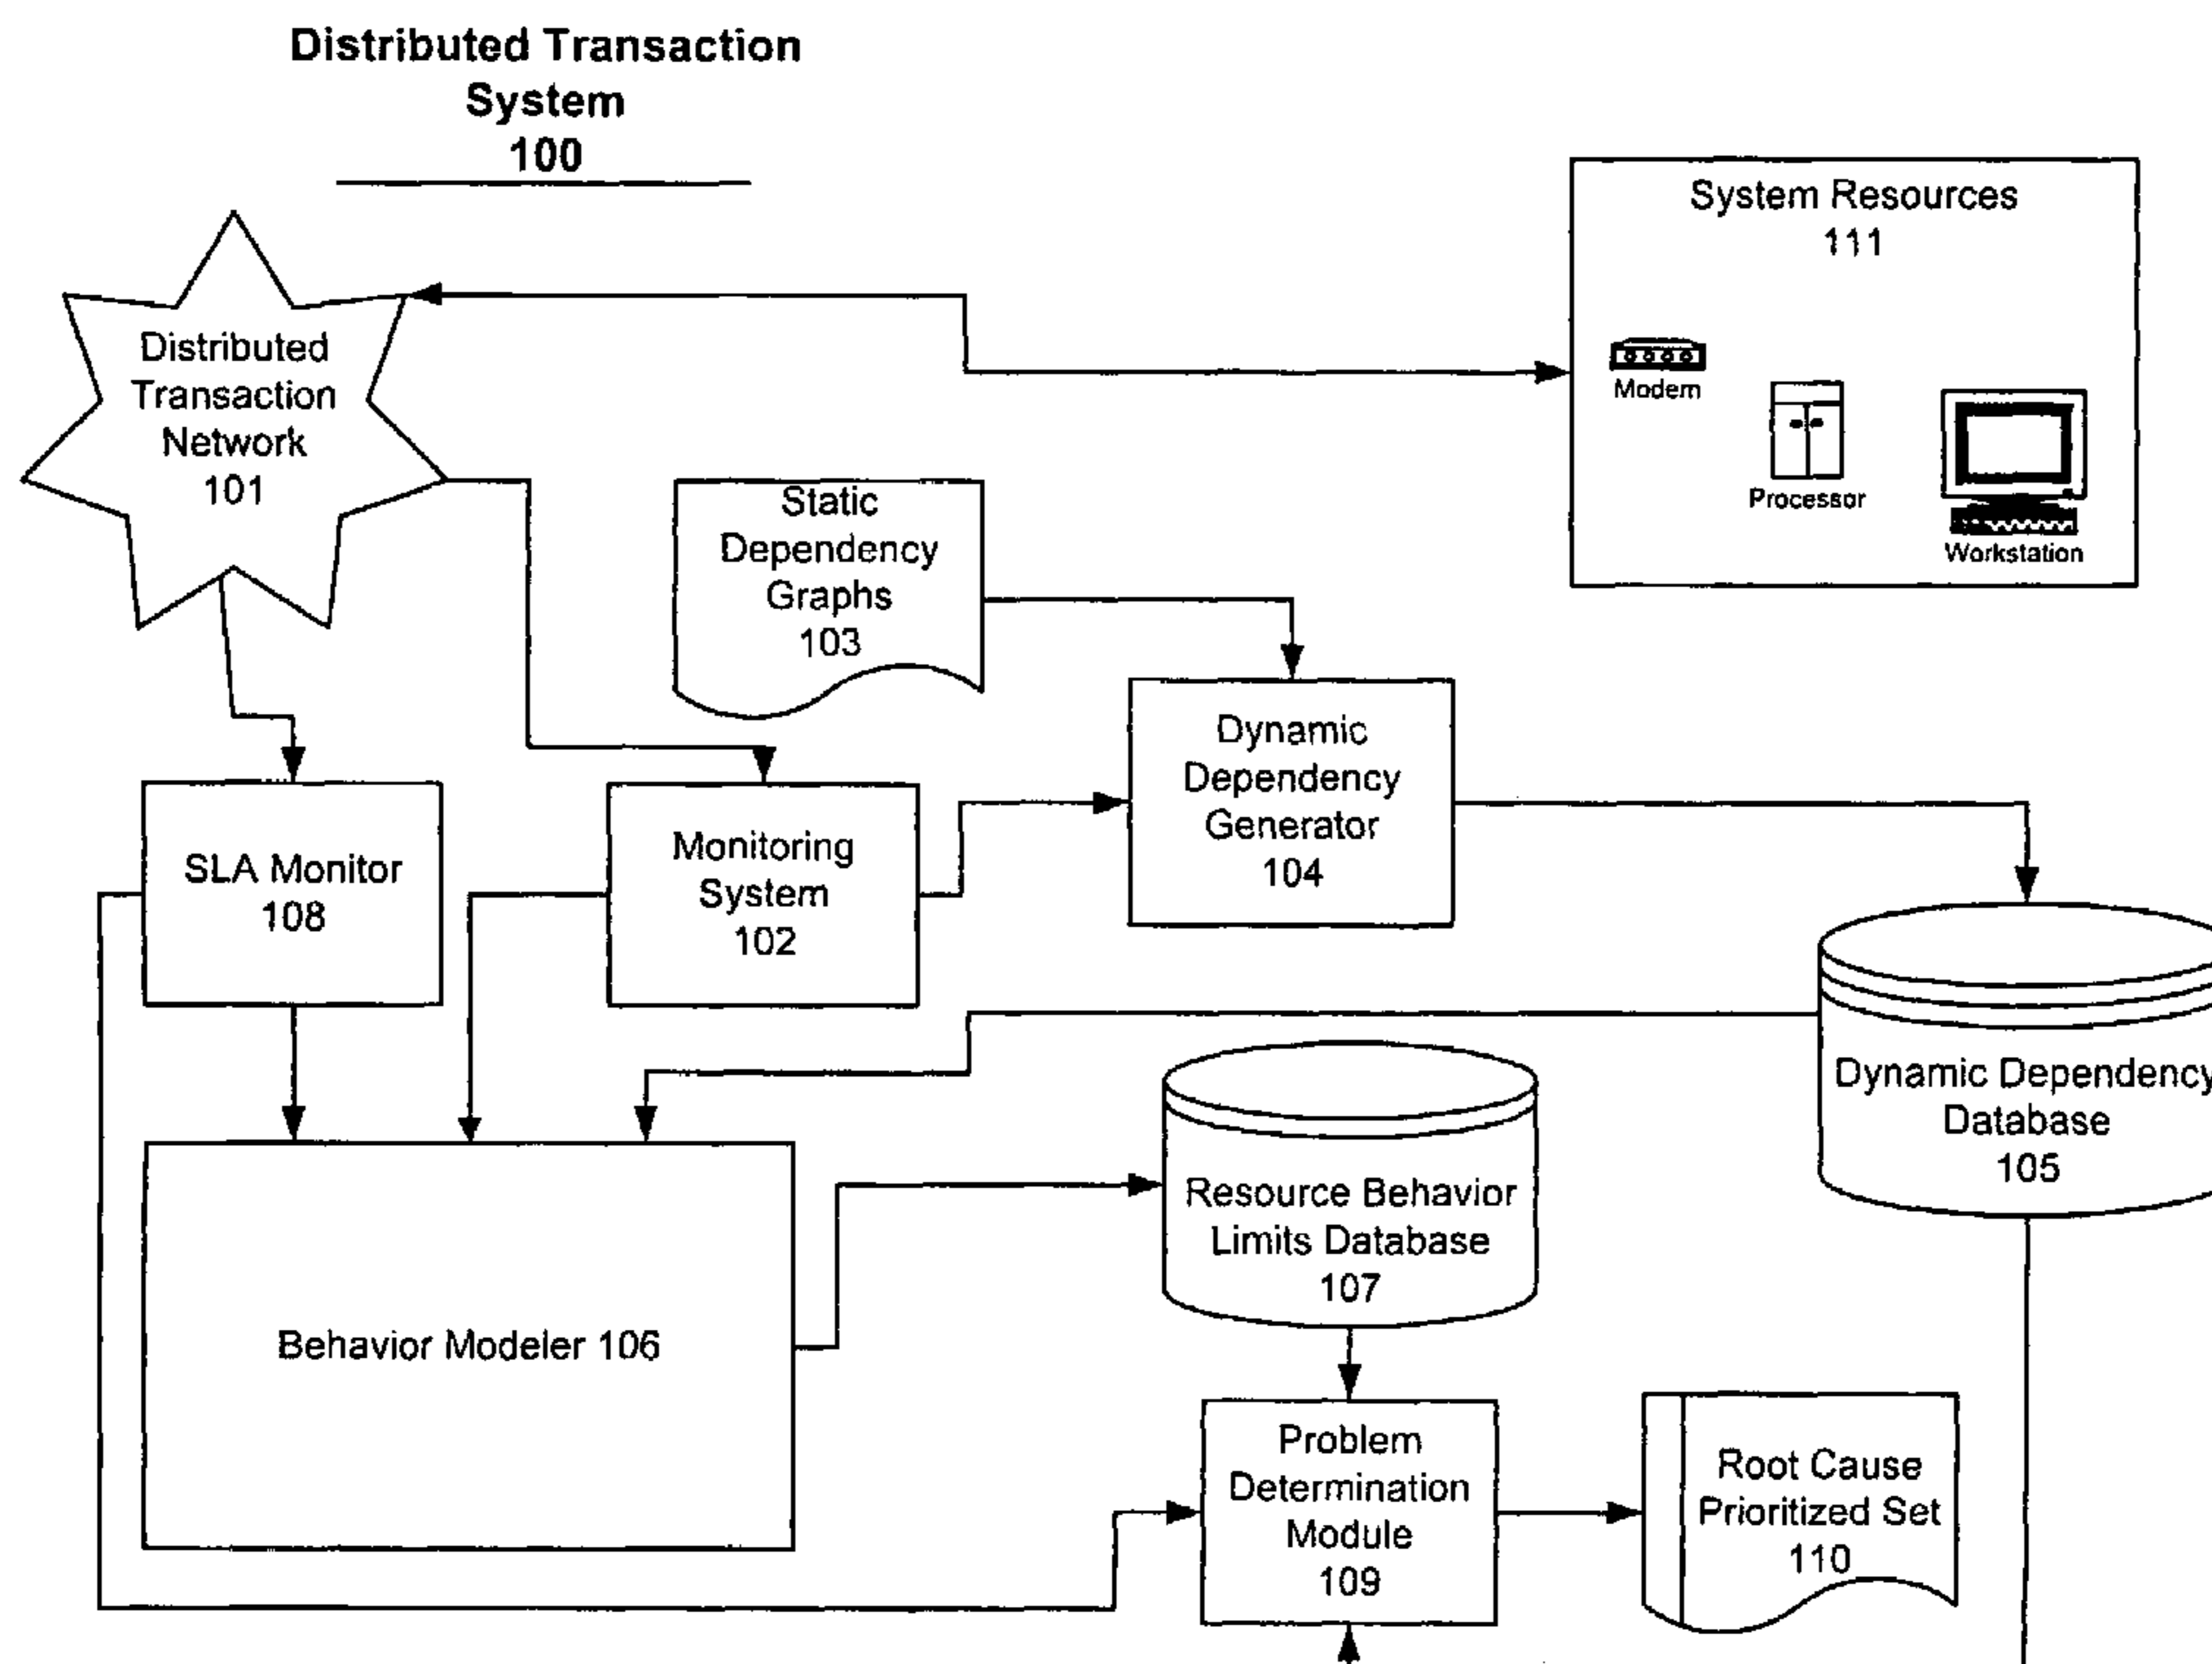 Distributed Transaction
System
100
System Resources
111
Modem
Processor
Workstation
Distributed
Transaction
Network
101
Static
Dependency
Graphs
103
Dynamic
Dependency
Generator
104
SLA Monitor
108
Monitoring
System
102
Dynamic Dependency
Database
105
Resource Behavior
Limits Database
107
Behavior Modeler 106
Problem
Determination
Module
109
Root Cause
Prioritized Set
110